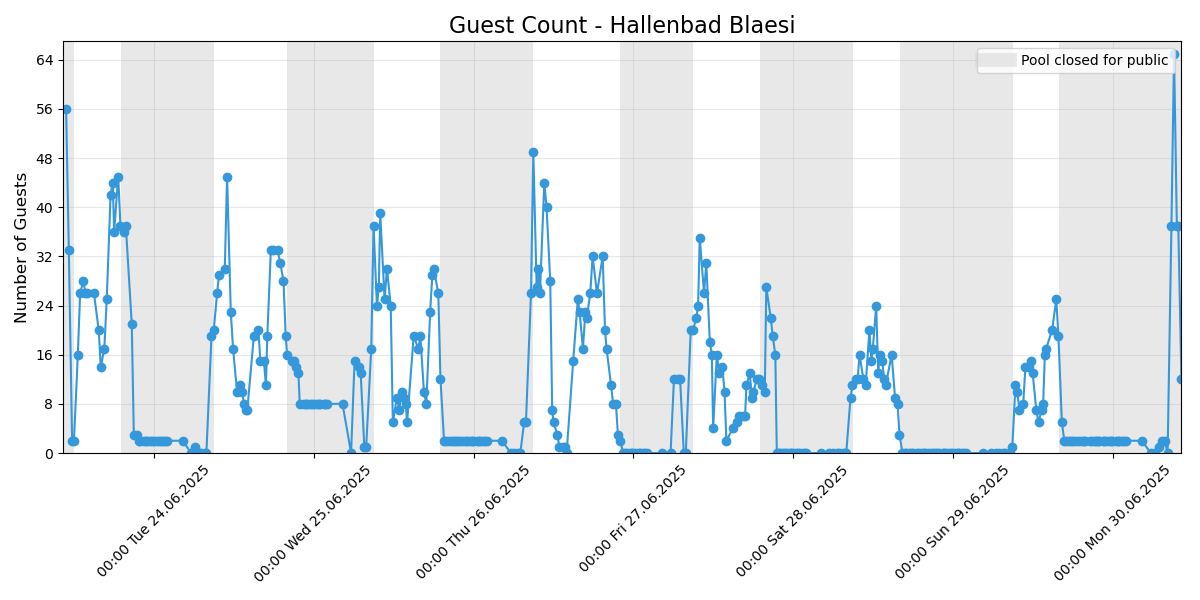 Guest Count - Hallenbad Blaesi
Pool closed for public
Number of Guests
64
56
48
40
32
24
16
8
0
00:00 Tue 24.06.2025
00:00 Wed 25.06.2025
00:00 Thu 26.06.2025
00:00 Fri 27.06.2025
00:00 Sat 28.06.2025
00:00 Sun 29.06.2025
00:00 Mon 30.06.2025